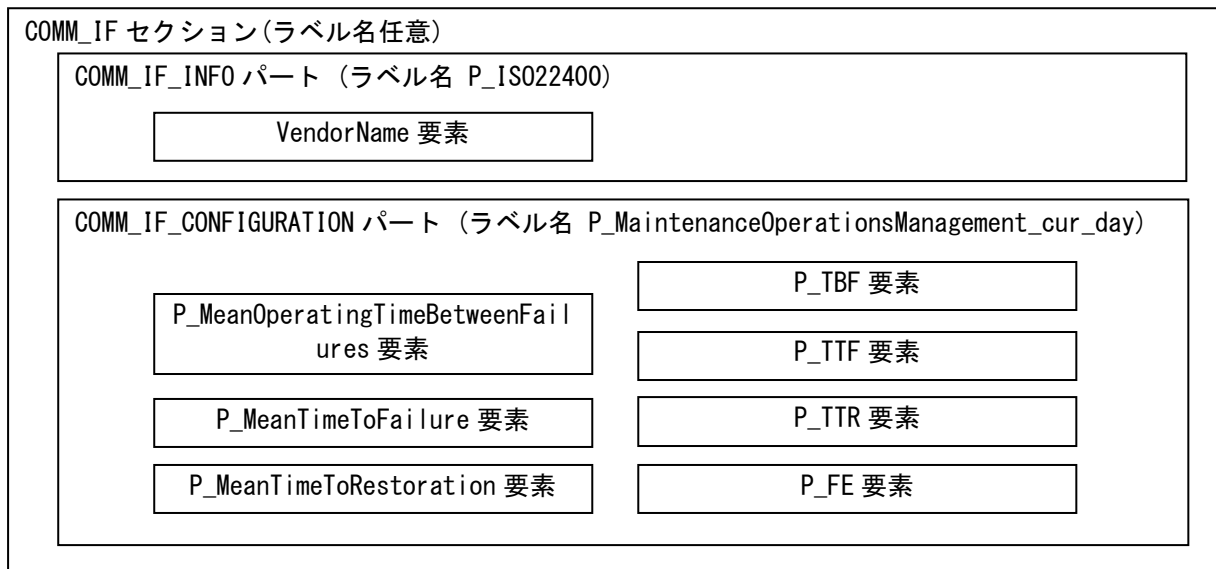 COMM_IF セクション(ラベル名任意)
COMM_IF_INFO パート (ラベル名 P_ISO22400)
VendorName 要素
COMM_IF_CONFIGURATION パート (ラベル名 P_MaintenanceOperationsManagement_cur_day)
P_MeanOperatingTimeBetweenFail
ures 要素
P_MeanTimeToFailure 要素
P_MeanTimeToRestoration 要素
P_TBF 要素
P_TTF 要素
P_TTR 要素
P_FE 要素